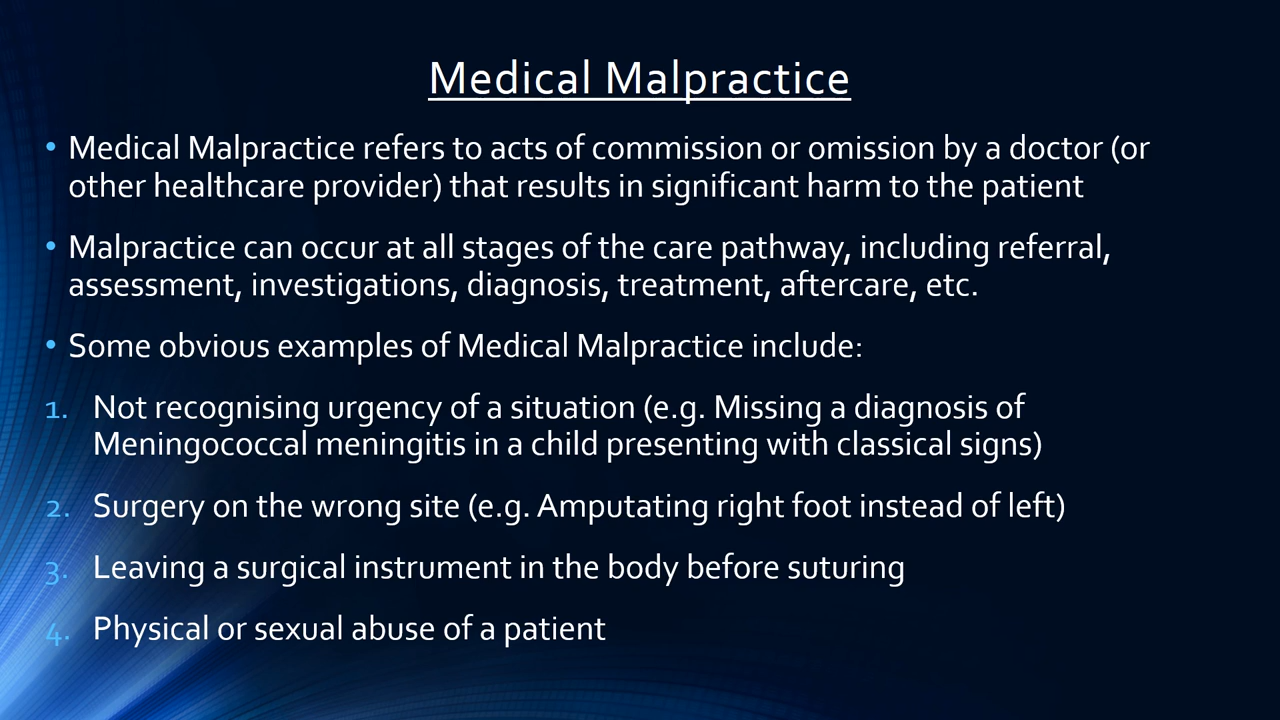 Medical Malpractice
• Medical Malpractice refers to acts of commission or omission by a doctor (or
other healthcare provider) that results in significant harm to the patient
• Malpractice can occur at all stages of the care pathway, including referral,
assessment, investigations, diagnosis, treatment, aftercare, etc.
• Some obvious examples of Medical Malpractice include:
1. Not recognising urgency of a situation (e.g. Missing a diagnosis of
Meningococcal meningitis in a child presenting with classical signs)
2. Surgery on the wrong site (e.g. Amputating right foot instead of left)
3. Leaving a surgical instrument in the body before suturing
4. Physical or sexual abuse of a patient